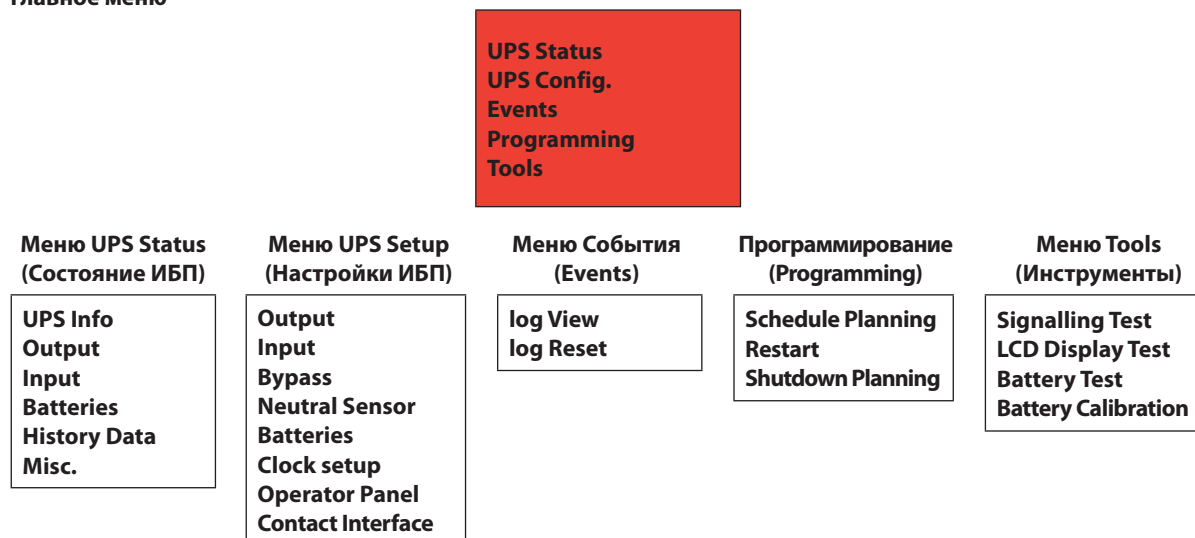 Главное меню
UPS Status
UPS Config.
Events
Programming
Tools
Меню UPS Status
(Состояние ИБП)
UPS Info
Output
Input
Batteries
History Data
Misc.
Меню UPS Setup
(Настройки ИБП)
Output
Input
Bypass
Neutral Sensor
Batteries
Clock setup
Operator Panel
Contact Interface
Меню События
(Events)
log View
log Reset
Программирование
(Programming)
Schedule Planning
Restart
Shutdown Planning
Меню Tools
(Инструменты)
Signalling Test
LCD Display Test
Battery Test
Battery Calibration